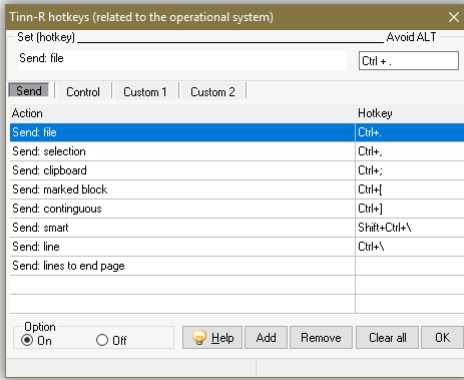 Tinn-R hotkeys (related to the operational system)
Set (hotkey) Avoid ALT
Send: file Ctrl + .
Send Control Custom 1 Custom 2
Action Hotkey
Send: file Ctrl+.
Send: selection Ctrl+,
Send: clipboard Ctrl+;
Send: marked block Ctrl+[
Send: continguous Ctrl+]
Send: smart Shift+Ctrl+\
Send: line Ctrl+\
Send: lines to end page
Option
On Off Help Add Remove Clear all OK